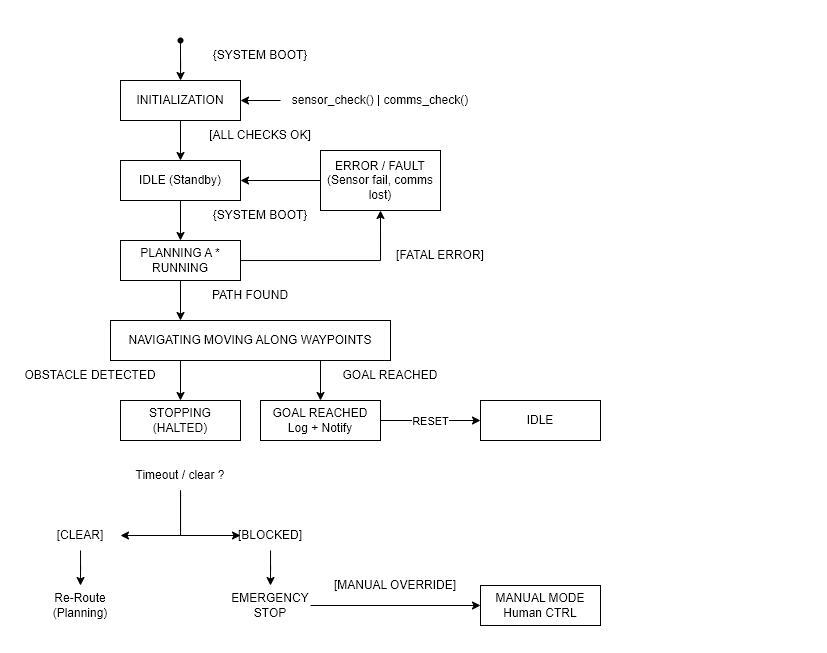 {SYSTEM BOOT}
INITIALIZATION
sensor_check() | comms_check()
[ALL CHECKS OK]
ERROR / FAULT
(Sensor fail, comms
lost)
IDLE (Standby)
{SYSTEM BOOT}
PLANNING A *
RUNNING
[FATAL ERROR]
PATH FOUND
NAVIGATING MOVING ALONG WAYPOINTS
OBSTACLE DETECTED
GOAL REACHED
STOPPING
(HALTED)
GOAL REACHED
Log + Notify
RESET
IDLE
Timeout / clear ?
[CLEAR]
[BLOCKED]
Re-Route
(Planning)
EMERGENCY
STOP
[MANUAL OVERRIDE]
MANUAL MODE
Human CTRL